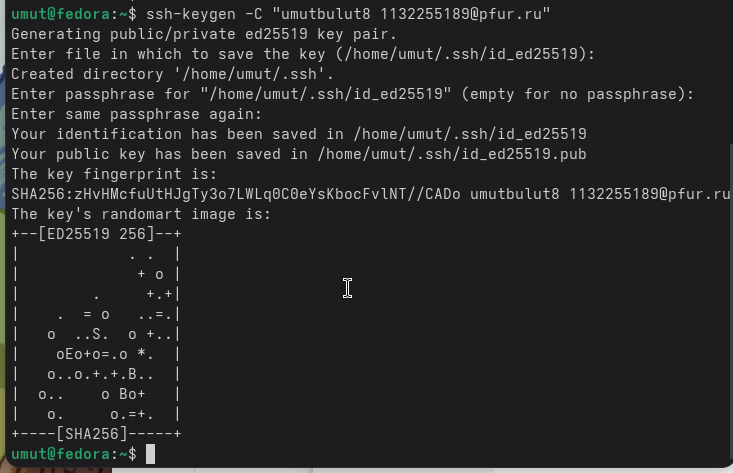 umut@fedora:~$ ssh-keygen -C "umutbulut8 1132255189@pfur.ru"
Generating public/private ed25519 key pair.
Enter file in which to save the key (/home/umut/.ssh/id_ed25519):
Created directory '/home/umut/.ssh'.
Enter passphrase for "/home/umut/.ssh/id_ed25519" (empty for no passphrase):
Enter same passphrase again:
Your identification has been saved in /home/umut/.ssh/id_ed25519
Your public key has been saved in /home/umut/.ssh/id_ed25519.pub
The key fingerprint is:
SHA256:zHvHMcfuUtHJgTy3o7LWLq0C0eYsKbocFvlNT//CADo umutbulut8 1132255189@pfur.ru
The key's randomart image is:
+--[ED25519 256]--+
|            . .  |
|             + o |
|        .     +.+|
|    .  = o   ..=.|
|   o  ..S.  o +..|
|    oEo+o=.o *.  |
|   o..o.+.+.B..  |
|  o..    o Bo+   |
|   o.     o.=+.  |
+----[SHA256]-----+
umut@fedora:~$